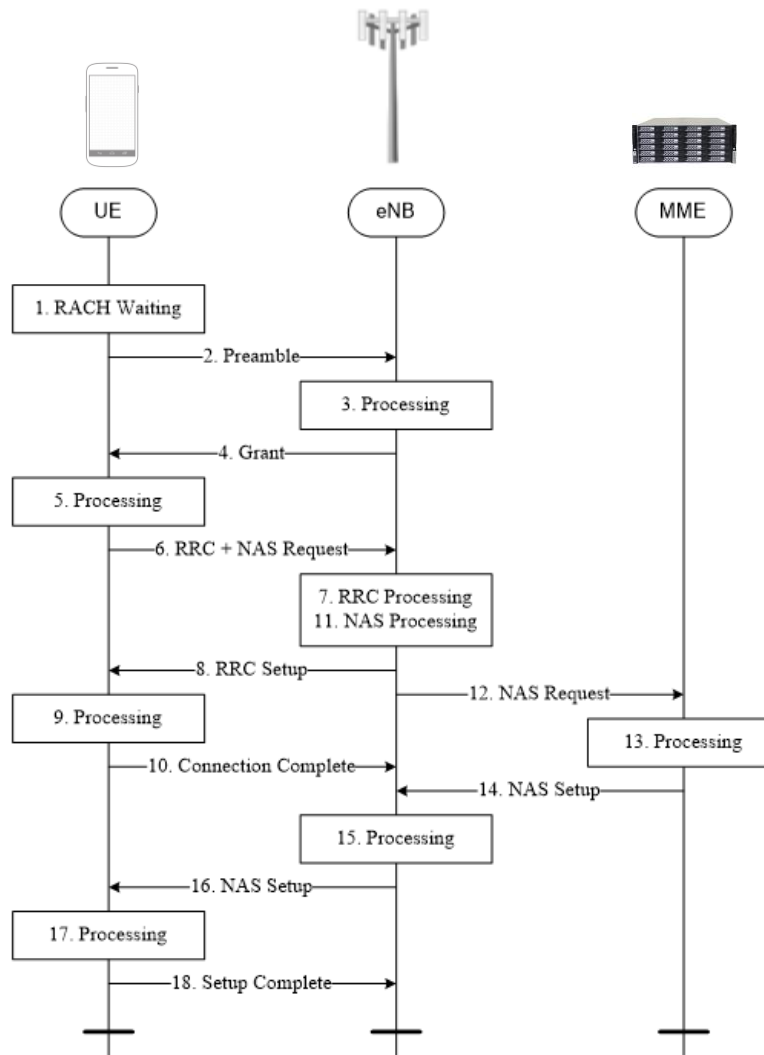 UE
eNB
MME
1. RACH Waiting
2. Preamble
3. Processing
4. Grant
5. Processing
6. RRC + NAS Request
7. RRC Processing
11. NAS Processing
8. RRC Setup
12. NAS Request
9. Processing
13. Processing
10. Connection Complete
14. NAS Setup
15. Processing
16. NAS Setup
17. Processing
18. Setup Complete